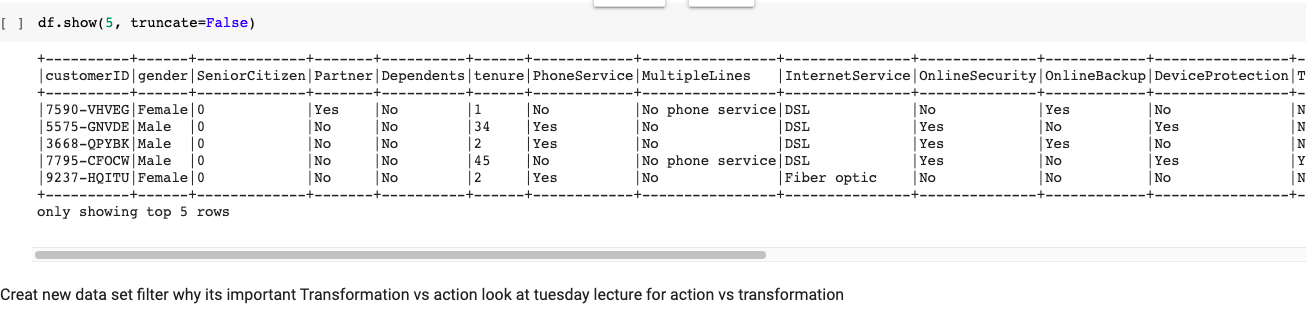 [ ] df.show(5, truncate=False)
+----------+------+-------------+-------+----------+------+------------+----------------+---------------+--------------+------------+----------------+-
|customerID|gender|SeniorCitizen|Partner|Dependents|tenure|PhoneService|MultipleLines   |InternetService|OnlineSecurity|OnlineBackup|DeviceProtection|T
+----------+------+-------------+-------+----------+------+------------+----------------+---------------+--------------+------------+----------------+-
|7590-VHVEG|Female|0            |Yes    |No        |1     |No          |No phone service|DSL            |No            |Yes         |No              |N
|5575-GNVDE|Male  |0            |No     |No        |34    |Yes         |No              |DSL            |Yes           |No          |Yes             |N
|3668-QPYBK|Male  |0            |No     |No        |2     |Yes         |No              |DSL            |Yes           |Yes         |No              |N
|7795-CFOCW|Male  |0            |No     |No        |45    |No          |No phone service|DSL            |Yes           |No          |Yes             |Y
|9237-HQITU|Female|0            |No     |No        |2     |Yes         |No              |Fiber optic    |No            |No          |No              |N
+----------+------+-------------+-------+----------+------+------------+----------------+---------------+--------------+------------+----------------+-
only showing top 5 rows
Creat new data set filter why its important Transformation vs action look at tuesday lecture for action vs transformation